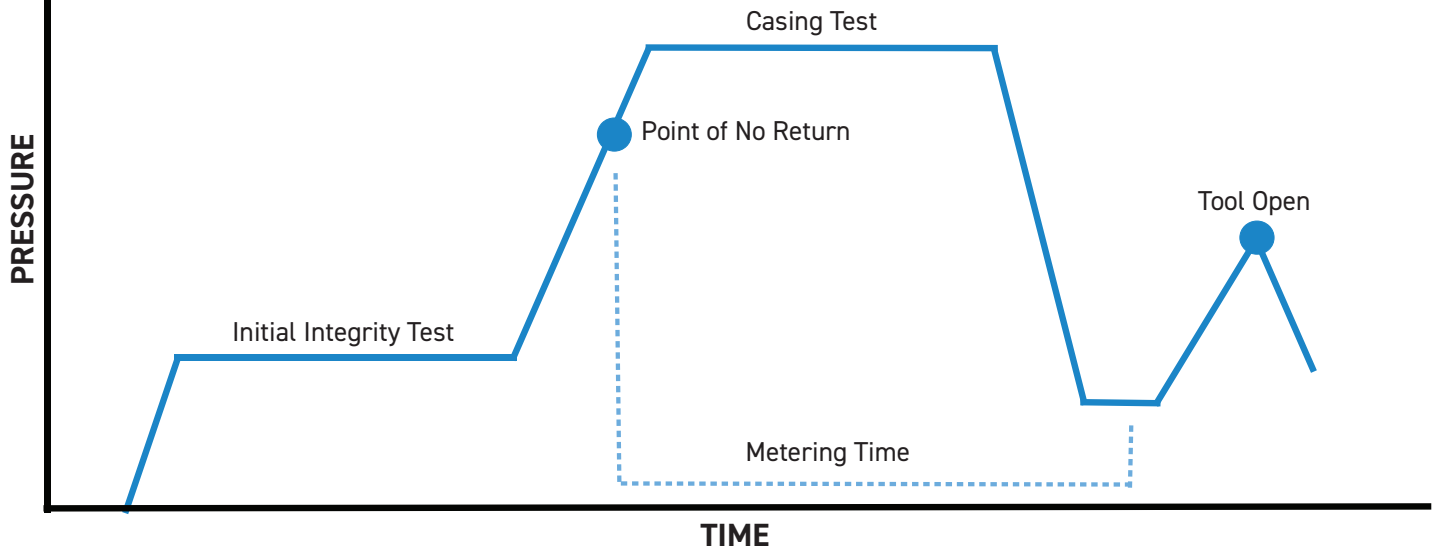 Casing Test
Point of No Return
PRESSURE
Tool Open
Initial Integrity Test
Metering Time
TIME